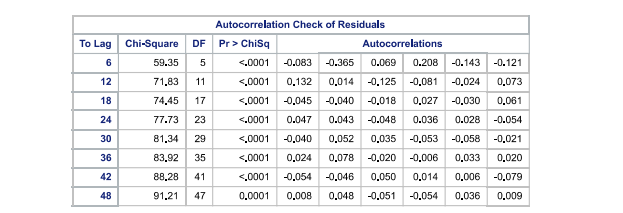 Autocorrelation Check of Residuals
To Lag Chi-Square DF Pr > ChiSq Autocorrelations
6 59.35 5 <.0001 -0.083 -0.365 0.069 0.208 -0.143 -0.121
12 71.83 11 <.0001 0.132 0.014 -0.125 -0.081 -0.024 0.073
18 74.45 17 <.0001 -0.045 -0.040 -0.018 0.027 -0.030 0.061
24 77.73 23 <.0001 0.047 0.043 -0.048 0.036 0.028 -0.054
30 81.34 29 <.0001 -0.040 0.052 0.035 -0.053 -0.058 -0.021
36 83.92 35 <.0001 0.024 0.078 -0.020 -0.006 0.033 0.020
42 88.28 41 <.0001 -0.054 -0.046 0.050 0.014 0.006 -0.079
48 91.21 47 0.0001 0.008 0.048 -0.051 -0.054 0.036 0.009